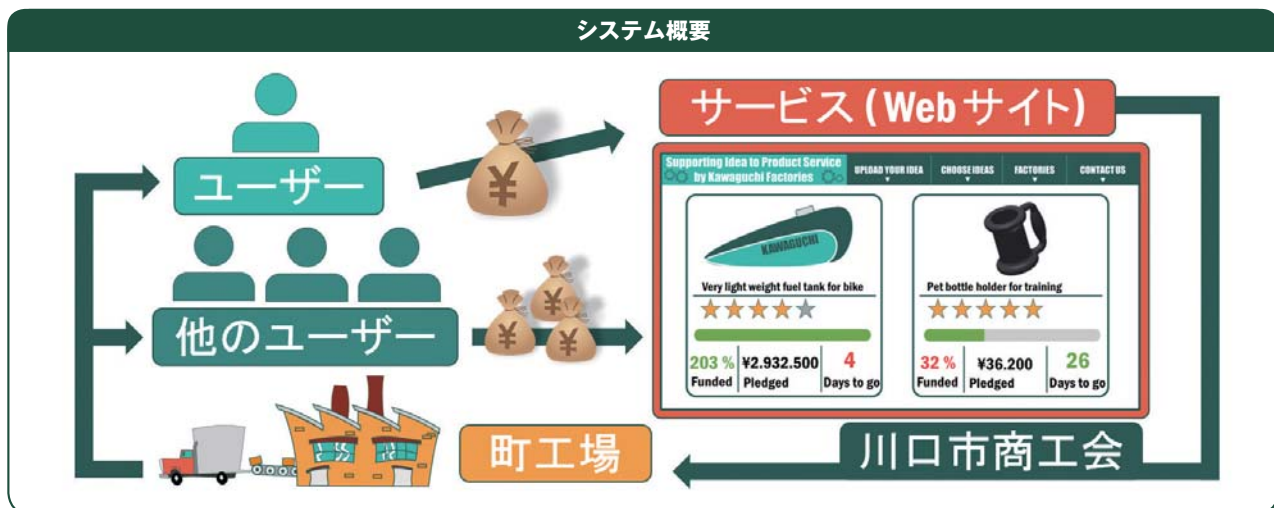 システム概要
サービス (Web サイト)
Supporting Idea to Product Service
by Kawaguchi Factories
UPLOAD YOUR IDEA
CHOOSE IDEAS
FACTORIES
CONTACT US
ユーザー
¥
KAWAGUCHI
Very light weight fuel tank for bike
Pet bottle holder for training
他のユーザー
¥
¥ ¥
203 %
Funded
¥2.932.500
Pledged
4
Days to go
32 %
Funded
¥36.200
Pledged
26
Days to go
町工場
川口市商工会